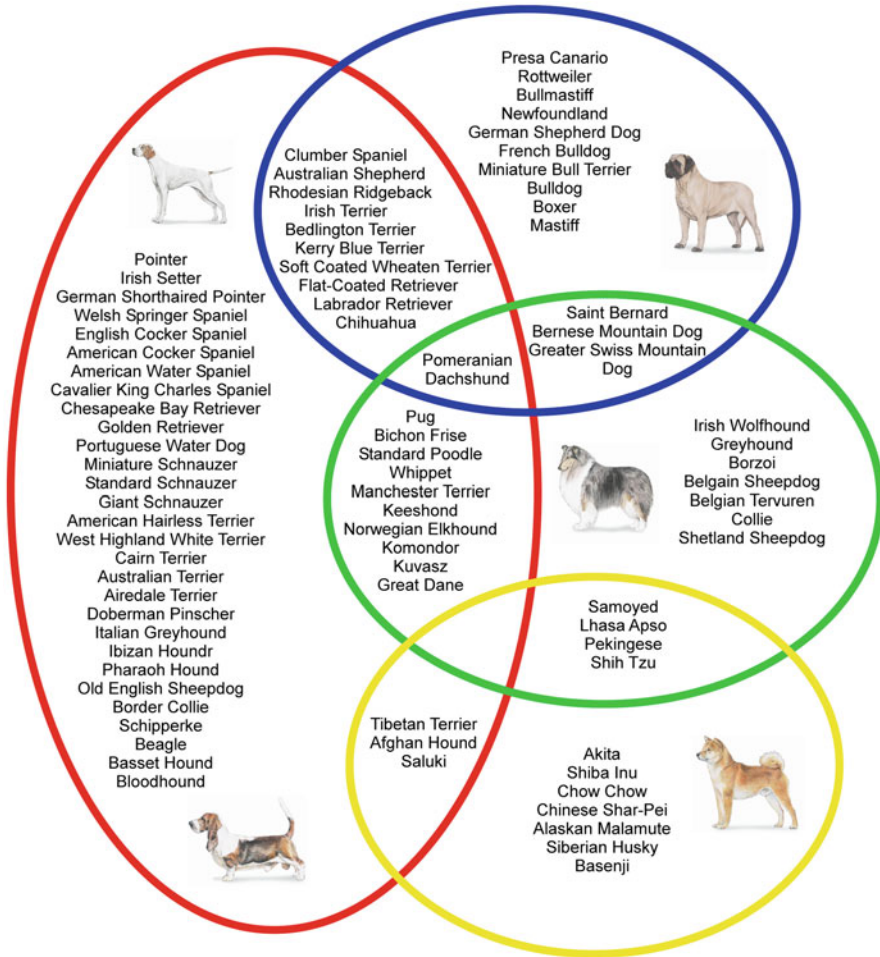 Presa Canario
Rottweiler
Bullmastiff
Newfoundland
German Shepherd Dog
French Bulldog
Miniature Bull Terrier
Bulldog
Boxer
Mastiff
Clumber Spaniel
Australian Shepherd
Rhodesian Ridgeback
Irish Terrier
Bedlington Terrier
Kerry Blue Terrier
Soft Coated Wheaten Terrier
Flat-Coated Retriever
Labrador Retriever
Chihuahua
Pointer
Irish Setter
German Shorthaired Pointer
Welsh Springer Spaniel
English Cocker Spaniel
American Cocker Spaniel
American Water Spaniel
Cavalier King Charles Spaniel
Chesapeake Bay Retriever
Golden Retriever
Portuguese Water Dog
Miniature Schnauzer
Standard Schnauzer
Giant Schnauzer
American Hairless Terrier
West Highland White Terrier
Cairn Terrier
Australian Terrier
Airedale Terrier
Doberman Pinscher
Italian Greyhound
Ibizan Houndr
Pharaoh Hound
Old English Sheepdog
Border Collie
Schipperke
Beagle
Basset Hound
Bloodhound
Saint Bernard
Bernese Mountain Dog
Greater Swiss Mountain
Dog
Pomeranian
Dachshund
Pug
Bichon Frise
Standard Poodle
Whippet
Manchester Terrier
Keeshond
Norwegian Elkhound
Komondor
Kuvasz
Great Dane
Irish Wolfhound
Greyhound
Borzoi
Belgain Sheepdog
Belgian Tervuren
Collie
Shetland Sheepdog
Samoyed
Lhasa Apso
Pekingese
Shih Tzu
Tibetan Terrier
Afghan Hound
Saluki
Akita
Shiba Inu
Chow Chow
Chinese Shar-Pei
Alaskan Malamute
Siberian Husky
Basenji